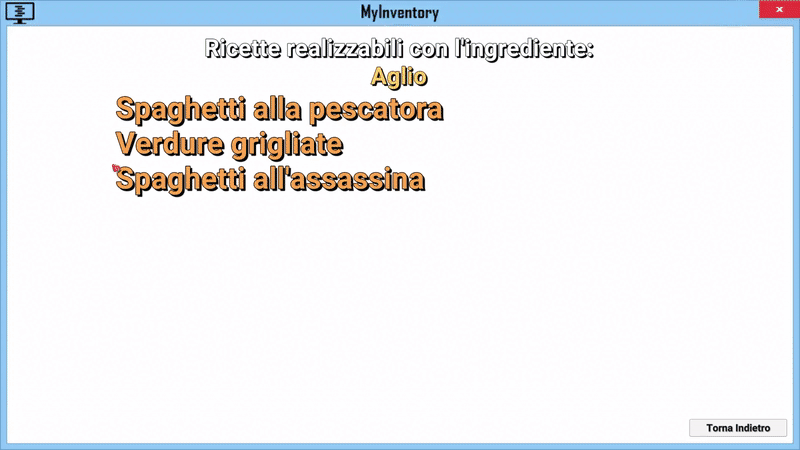 MyInventory
Ricette realizzabili con l'ingrediente:
Aglio
Spaghetti alla pescatora
Verdure grigliate
Spaghetti all'assassina
Torna Indietro